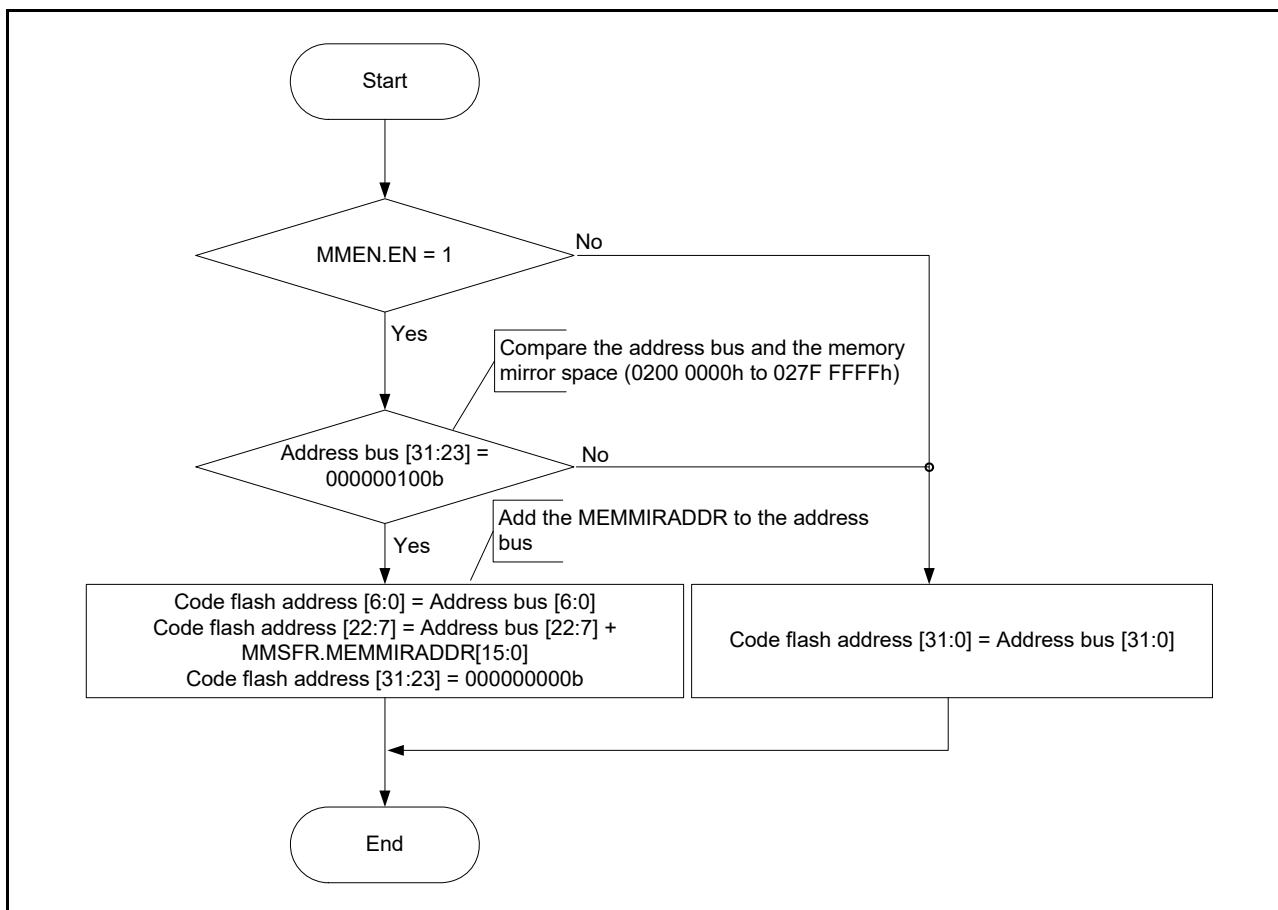 Start
MMEN.EN = 1
No
Yes
Compare the address bus and the memory
mirror space (0200 0000h to 027F FFFFh)
Address bus [31:23] =
000000100b
No
Yes
Add the MEMMIRADDR to the address
bus
Code flash address [6:0] = Address bus [6:0]
Code flash address [22:7] = Address bus [22:7] +
MMSFR.MEMMIRADDR[15:0]
Code flash address [31:23] = 000000000b
Code flash address [31:0] = Address bus [31:0]
End